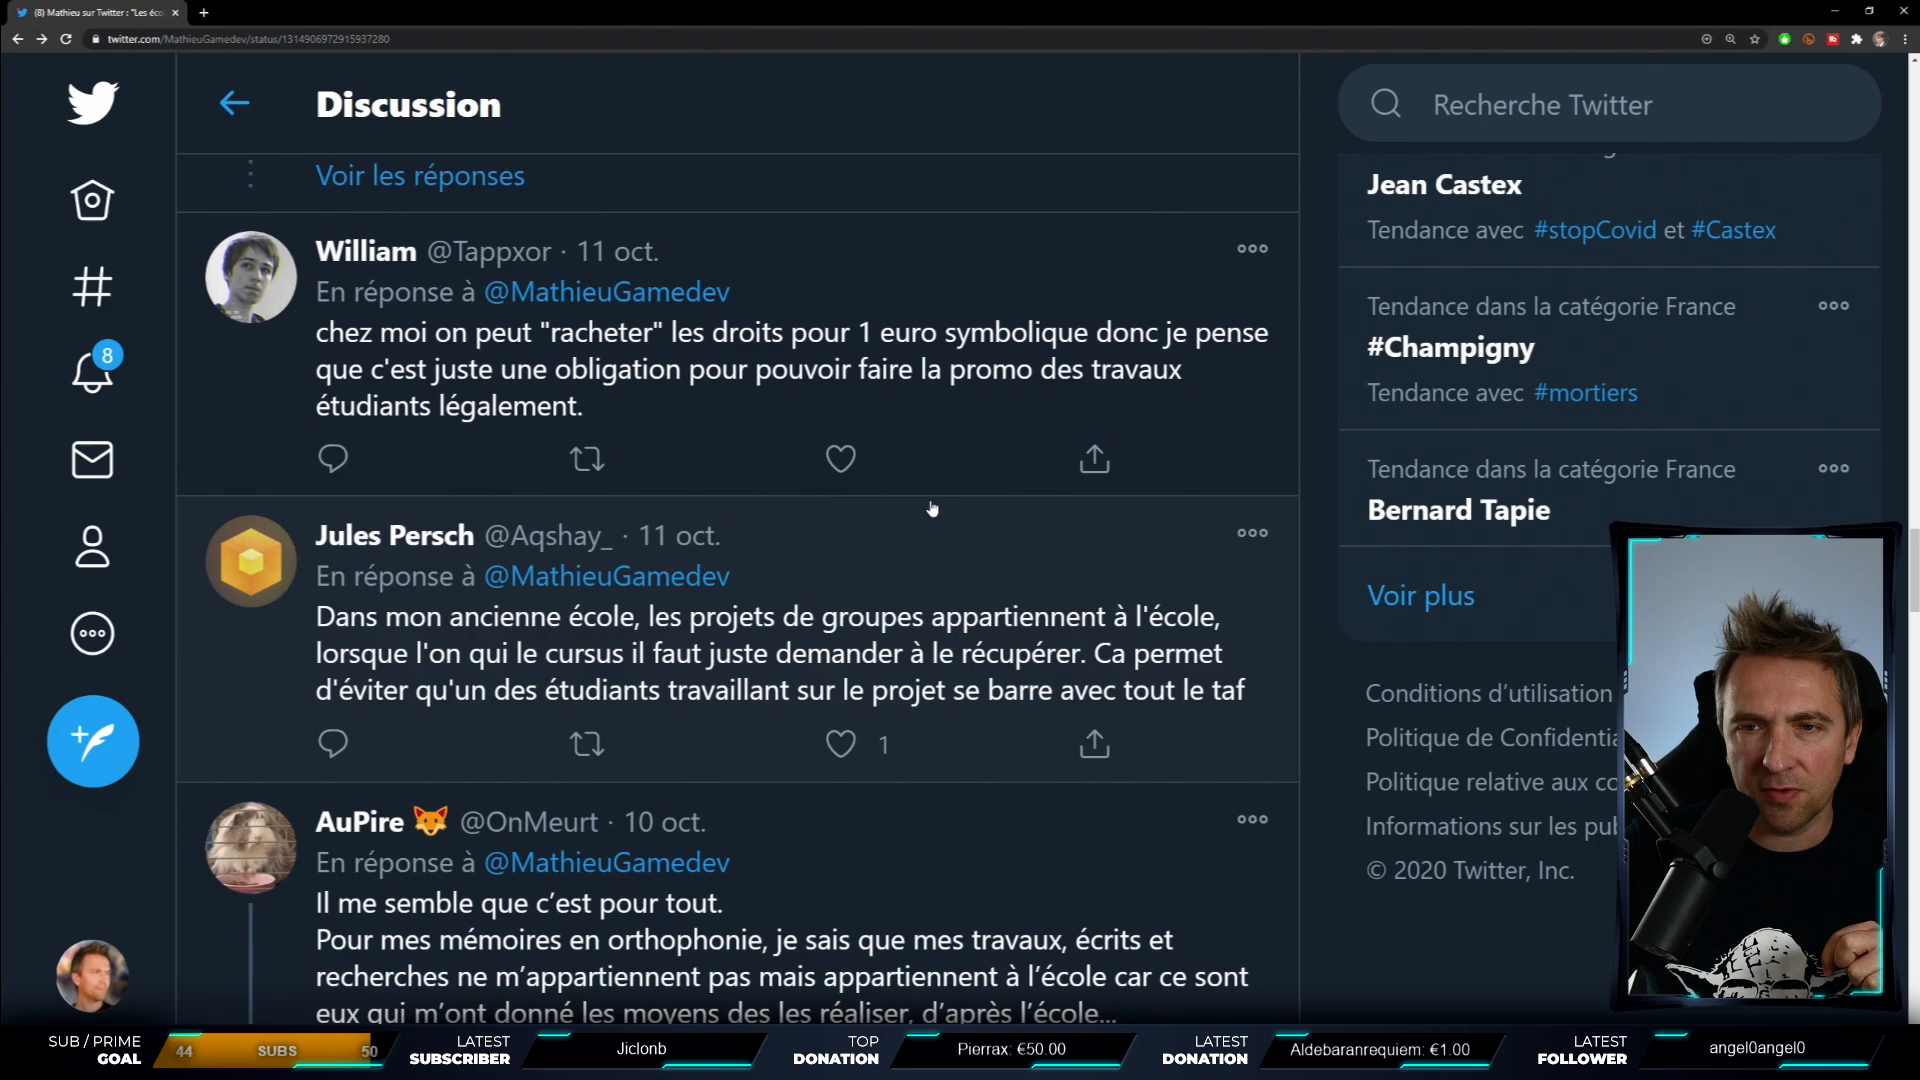 (8) Mathieu sur Twitter : "Les éco
twitter.com/MathieuGamedev/status/1314906972915937280
Discussion
Recherche Twitter
Voir les réponses
William @Tappxor · 11 oct.
En réponse à @MathieuGamedev
chez moi on peut "racheter" les droits pour 1 euro symbolique donc je pense
que c'est juste une obligation pour pouvoir faire la promo des travaux
étudiants légalement.
Jules Persch @Aqshay_ · 11 oct.
En réponse à @MathieuGamedev
Dans mon ancienne école, les projets de groupes appartiennent à l'école,
lorsque l'on qui le cursus il faut juste demander à le récupérer. Ca permet
d'éviter qu'un des étudiants travaillant sur le projet se barre avec tout le taf
1
AuPire 🦊 @OnMeurt · 10 oct.
En réponse à @MathieuGamedev
Il me semble que c’est pour tout.
Pour mes mémoires en orthophonie, je sais que mes travaux, écrits et
recherches ne m’appartiennent pas mais appartiennent à l’école car ce sont
eux qui m’ont donné les moyens des les réaliser, d’après l’école...
8
Jean Castex
Tendance avec #stopCovid et #Castex
Tendance dans la catégorie France
#Champigny
Tendance avec #mortiers
Tendance dans la catégorie France
Bernard Tapie
Voir plus
Conditions d’utilisation
Politique de Confidentia
Politique relative aux co
Informations sur les pub
© 2020 Twitter, Inc.
SUB / PRIME
GOAL
44 SUBS 50
LATEST
SUBSCRIBER
Jiclonb
TOP
DONATION
Pierrax: €50.00
LATEST
DONATION
Aldebaranrequiem: €1.00
LATEST
FOLLOWER
angel0angel0